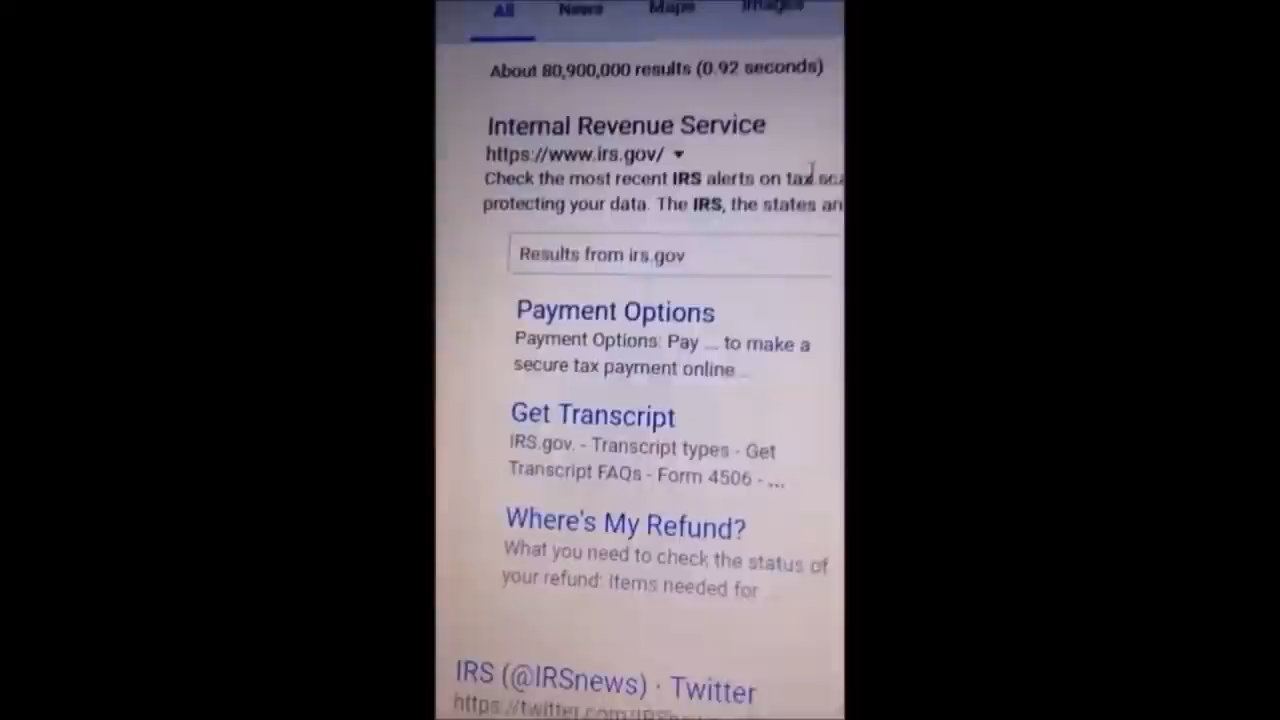 All News Maps Images
About 80,900,000 results (0.92 seconds)
Internal Revenue Service
https://www.irs.gov/
Check the most recent IRS alerts on tax
protecting your data. The IRS, the states
Results from irs.gov
Payment Options
Payment Options: Pay ... to make a
secure tax payment online ...
Get Transcript
IRS.gov. - Transcript types - Get
Transcript FAQs - Form 4506 - ...
Where's My Refund?
What you need to check the status of
your refund: Items needed for ...
IRS (@IRSnews) · Twitter